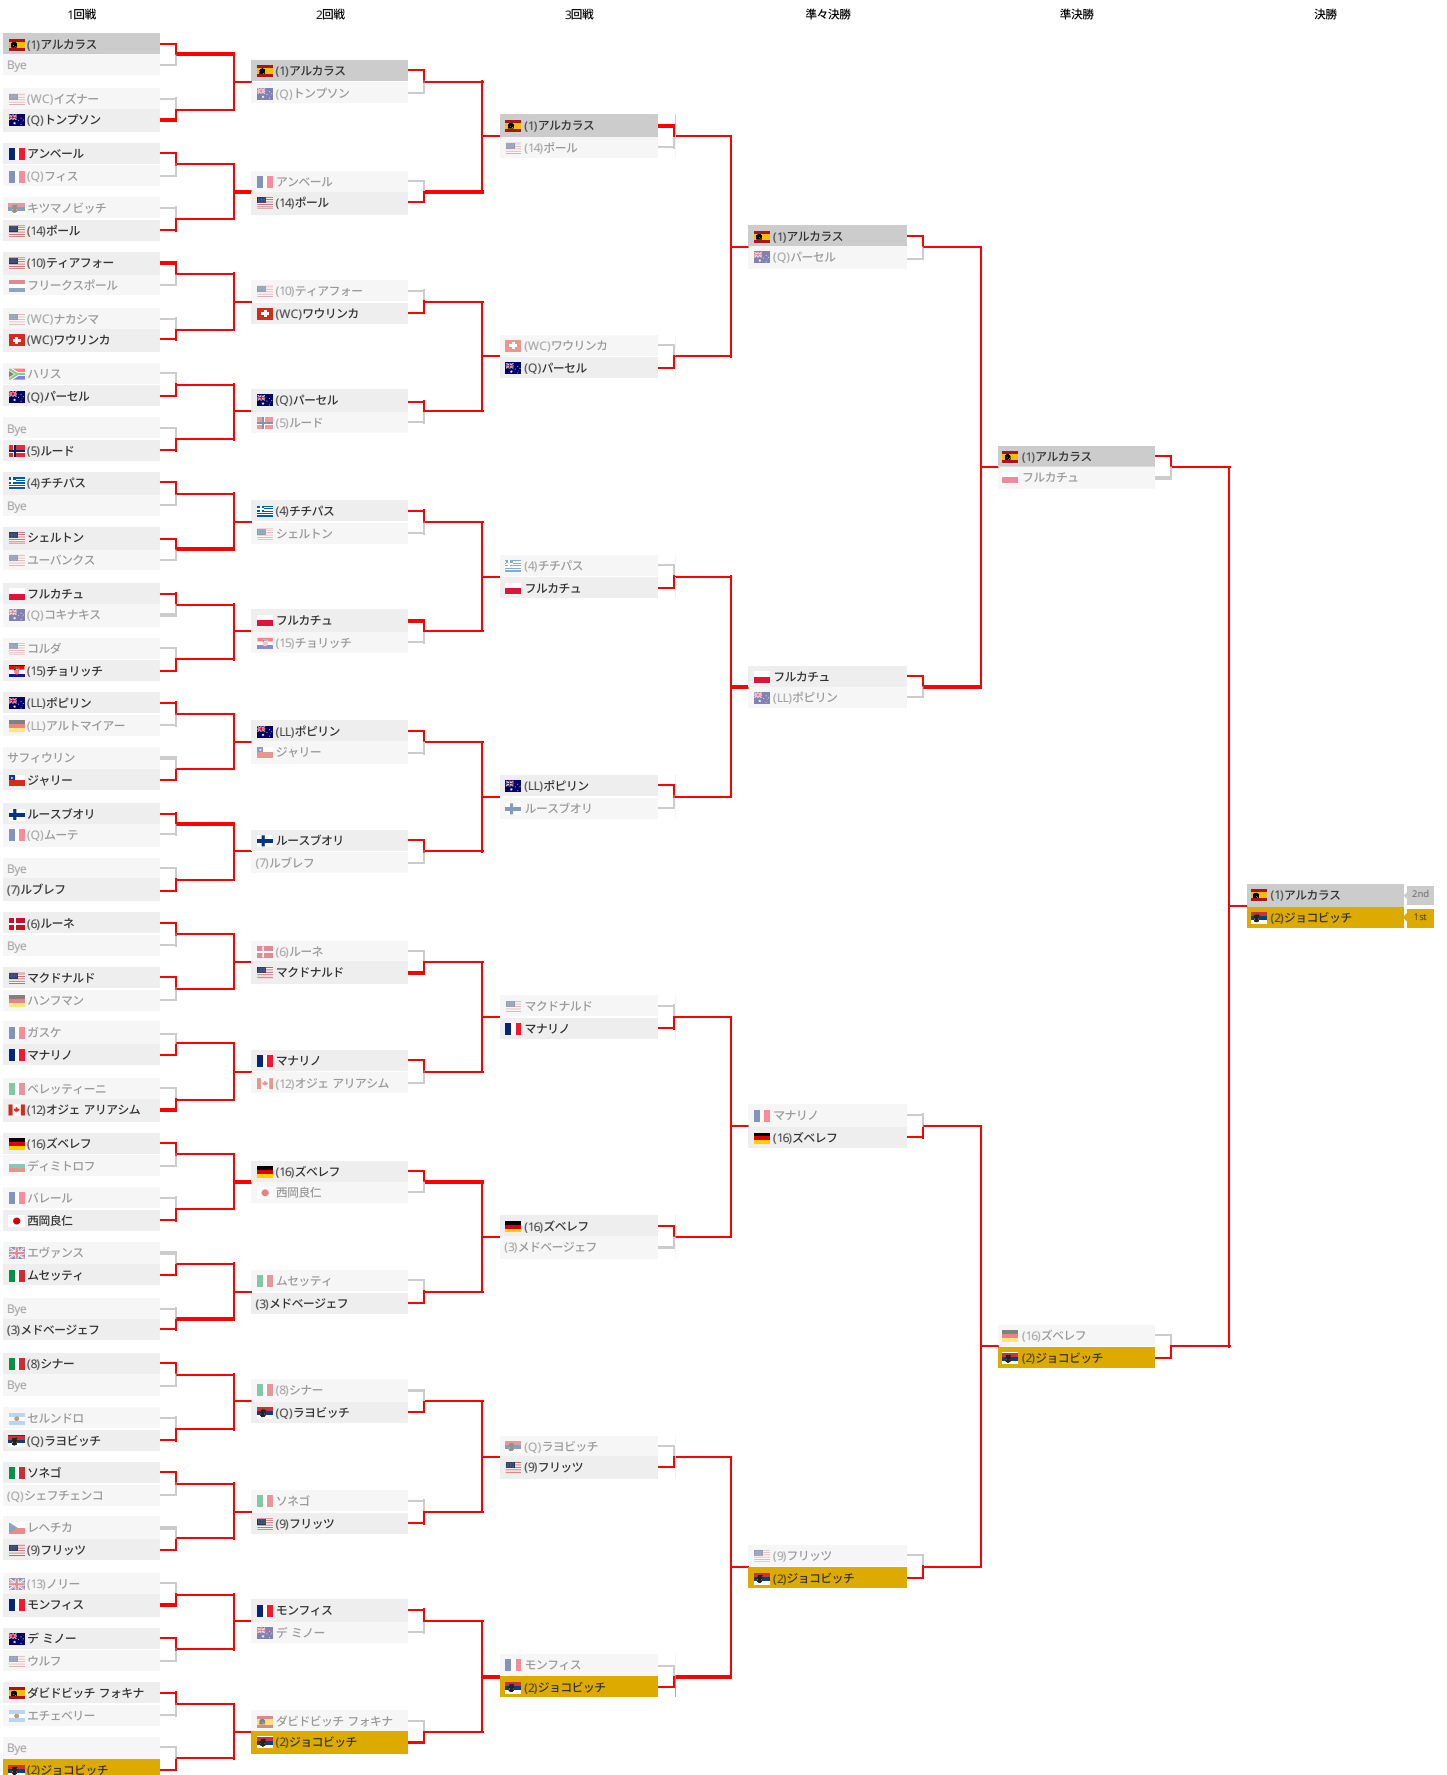 1回戦
2回戦
3回戦
準々決勝
準決勝
決勝
(1)アルカラス
Bye
(WC)イズナー
(Q)トンプソン
アンベール
(Q)フィス
キツマノビッチ
(14)ポール
(10)ティアフォー
フリークスポール
(WC)ナカシマ
(WC)ワウリンカ
ハリス
(Q)パーセル
Bye
(5)ルード
(4)チチパス
Bye
シェルトン
ユーバンクス
フルカチュ
(Q)コキナキス
コルダ
(15)チョリッチ
(LL)ポピリン
(LL)アルトマイアー
サフィウリン
ジャリー
ルースブオリ
(Q)ムーテ
Bye
(7)ルブレフ
(6)ルーネ
Bye
マクドナルド
ハンフマン
ガスケ
マナリノ
ベレッティーニ
(12)オジェ アリアシム
(16)ズベレフ
ディミトロフ
バレール
西岡良仁
エヴァンス
ムセッティ
Bye
(3)メドベージェフ
(8)シナー
Bye
セルンドロ
(Q)ラヨビッチ
ソネゴ
(Q)シェフチェンコ
レヘチカ
(9)フリッツ
(13)ノリー
モンフィス
デ ミノー
ウルフ
ダビドビッチ フォキナ
エチェベリー
Bye
(2)ジョコビッチ
(1)アルカラス
(Q)トンプソン
アンベール
(14)ポール
(10)ティアフォー
(WC)ワウリンカ
(Q)パーセル
(5)ルード
(4)チチパス
シェルトン
フルカチュ
(15)チョリッチ
(LL)ポピリン
ジャリー
ルースブオリ
(7)ルブレフ
(6)ルーネ
マクドナルド
マナリノ
(12)オジェ アリアシム
(16)ズベレフ
西岡良仁
ムセッティ
(3)メドベージェフ
(8)シナー
(Q)ラヨビッチ
ソネゴ
(9)フリッツ
モンフィス
デ ミノー
ダビドビッチ フォキナ
(2)ジョコビッチ
(1)アルカラス
(14)ポール
(WC)ワウリンカ
(Q)パーセル
(4)チチパス
フルカチュ
(LL)ポピリン
ルースブオリ
マクドナルド
マナリノ
(16)ズベレフ
(3)メドベージェフ
(Q)ラヨビッチ
(9)フリッツ
モンフィス
(2)ジョコビッチ
(1)アルカラス
(Q)パーセル
フルカチュ
(LL)ポピリン
マナリノ
(16)ズベレフ
(9)フリッツ
(2)ジョコビッチ
(1)アルカラス
フルカチュ
(16)ズベレフ
(2)ジョコビッチ
(1)アルカラス
2nd
(2)ジョコビッチ
1st